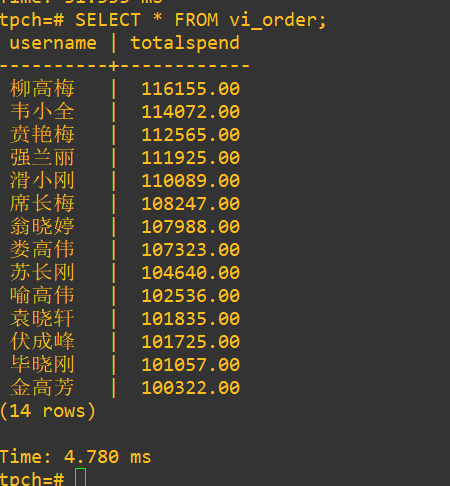 tpch=# SELECT * FROM vi_order;
 username | totalspend
----------+------------
 柳高梅   |  116155.00
 韦小全   |  114072.00
 贲艳梅   |  112565.00
 强兰丽   |  111925.00
 滑小刚   |  110089.00
 席长梅   |  108247.00
 翁晓婷   |  107988.00
 娄高伟   |  107323.00
 苏长刚   |  104640.00
 喻高伟   |  102536.00
 袁晓轩   |  101835.00
 伏成峰   |  101725.00
 毕晓刚   |  101057.00
 金高芳   |  100322.00
(14 rows)
Time: 4.780 ms
tpch=#